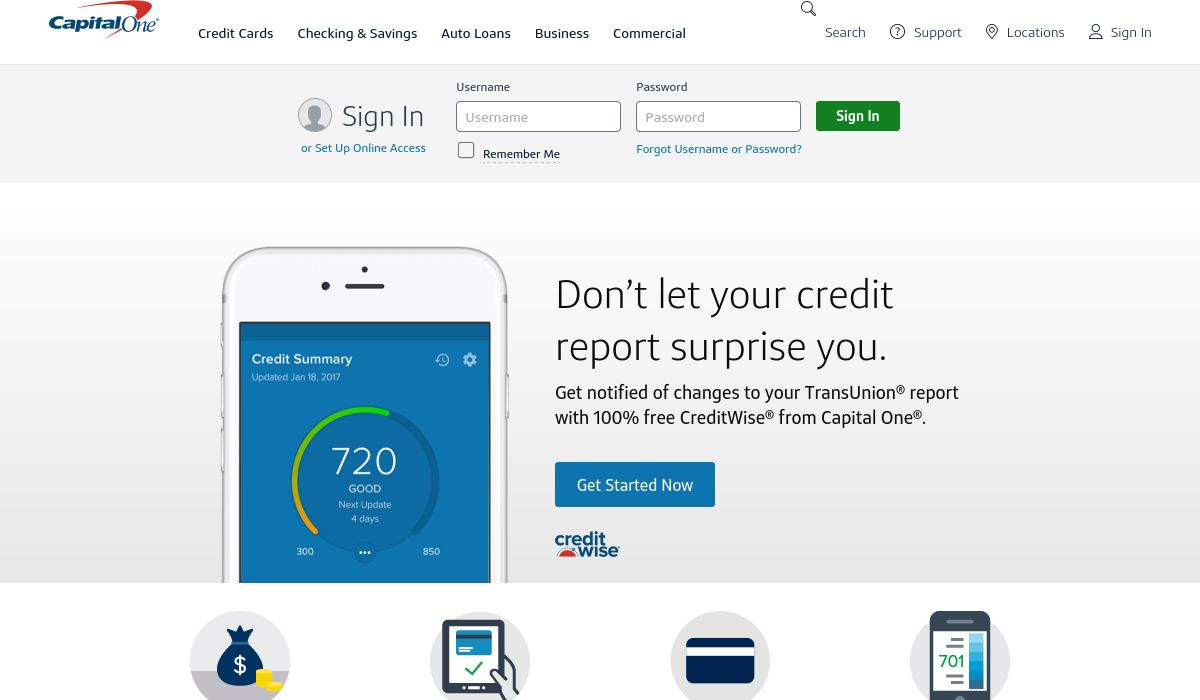 Capital One
Credit Cards
Checking & Savings
Auto Loans
Business
Commercial
Search
Support
Locations
Sign In
Sign In
or Set Up Online Access
Username
Username
Remember Me
Password
Password
Forgot Username or Password?
Sign In
Credit Summary
Updated Jan 18, 2017
720
GOOD
Next Update
4 days
300
850
Don't let your credit
report surprise you.
Get notified of changes to your TransUnion® report
with 100% free CreditWise® from Capital One®.
Get Started Now
credit
wise
$
701